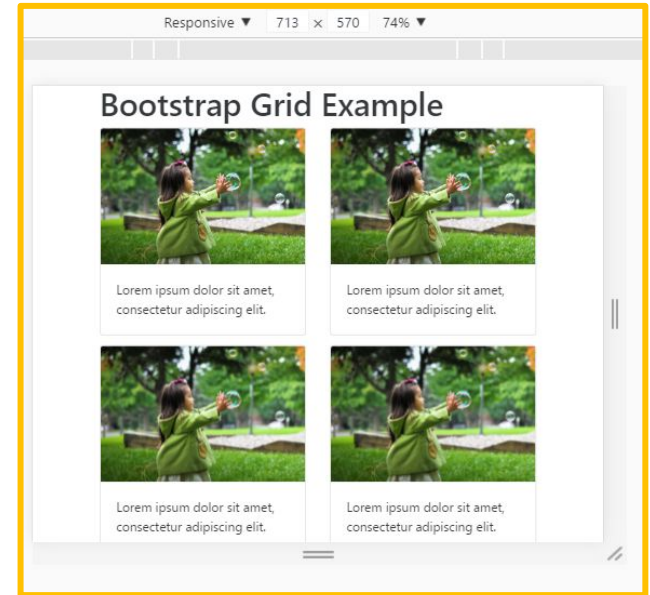 Responsive ▼ 713 × 570 74% ▼
Bootstrap Grid Example
Lorem ipsum dolor sit amet,
consectetur adipiscing elit.
Lorem ipsum dolor sit amet,
consectetur adipiscing elit.
Lorem ipsum dolor sit amet,
consectetur adipiscing elit.
Lorem ipsum dolor sit amet,
consectetur adipiscing elit.